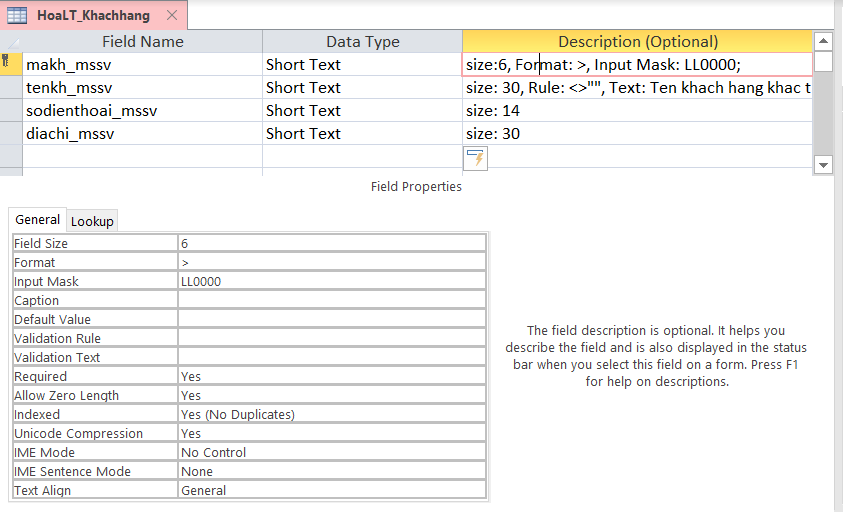 HoaLT_Khachhang
Field Name Data Type Description (Optional)
makh_mssv Short Text size:6, Format: >, Input Mask: LL0000;
tenkh_mssv Short Text size: 30, Rule: <>"", Text: Ten khach hang khac t
sodienthoai_mssv Short Text size: 14
diachi_mssv Short Text size: 30
Field Properties
General Lookup
Field Size 6
Format >
Input Mask LL0000
Caption
Default Value
Validation Rule
Validation Text
Required Yes
Allow Zero Length Yes
Indexed Yes (No Duplicates)
Unicode Compression Yes
IME Mode No Control
IME Sentence Mode None
Text Align General
The field description is optional. It helps you
describe the field and is also displayed in the status
bar when you select this field on a form. Press F1
for help on descriptions.